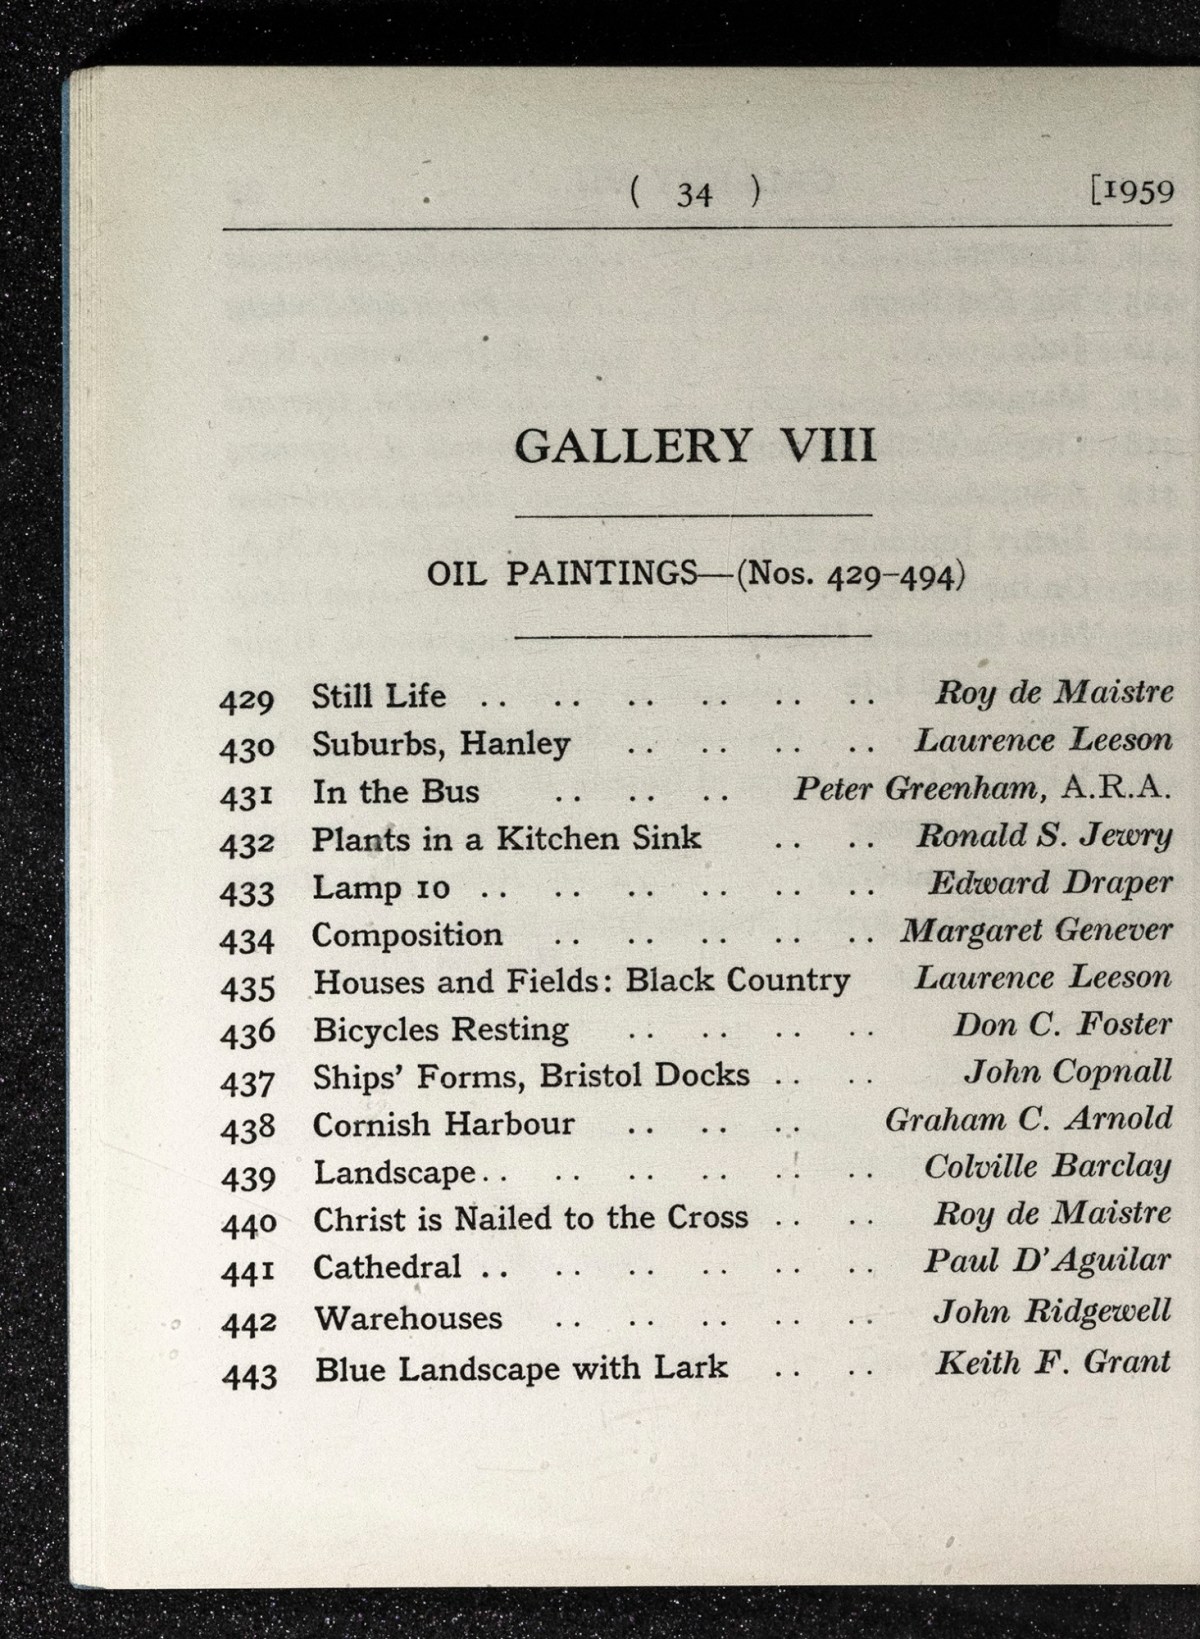 ( 34 ) [1959
GALLERY VIII
OIL PAINTINGS—(Nos. 429-494)
429 Still Life .. .. .. .. .. .. Roy de Maistre
430 Suburbs, Hanley .. .. .. .. Laurence Leeson
431 In the Bus .. .. .. Peter Greenham, A.R.A.
432 Plants in a Kitchen Sink .. .. Ronald S. Jewry
433 Lamp 10 .. .. .. .. .. .. Edward Draper
434 Composition .. .. .. .. .. Margaret Genever
435 Houses and Fields: Black Country Laurence Leeson
436 Bicycles Resting .. .. .. .. Don C. Foster
437 Ships' Forms, Bristol Docks .. .. John Copnall
438 Cornish Harbour .. .. .. Graham C. Arnold
439 Landscape .. .. .. .. .. .. Colville Barclay
440 Christ is Nailed to the Cross .. .. Roy de Maistre
441 Cathedral .. .. .. .. .. .. Paul D'Aguilar
442 Warehouses .. .. .. .. .. John Ridgewell
443 Blue Landscape with Lark .. .. Keith F. Grant